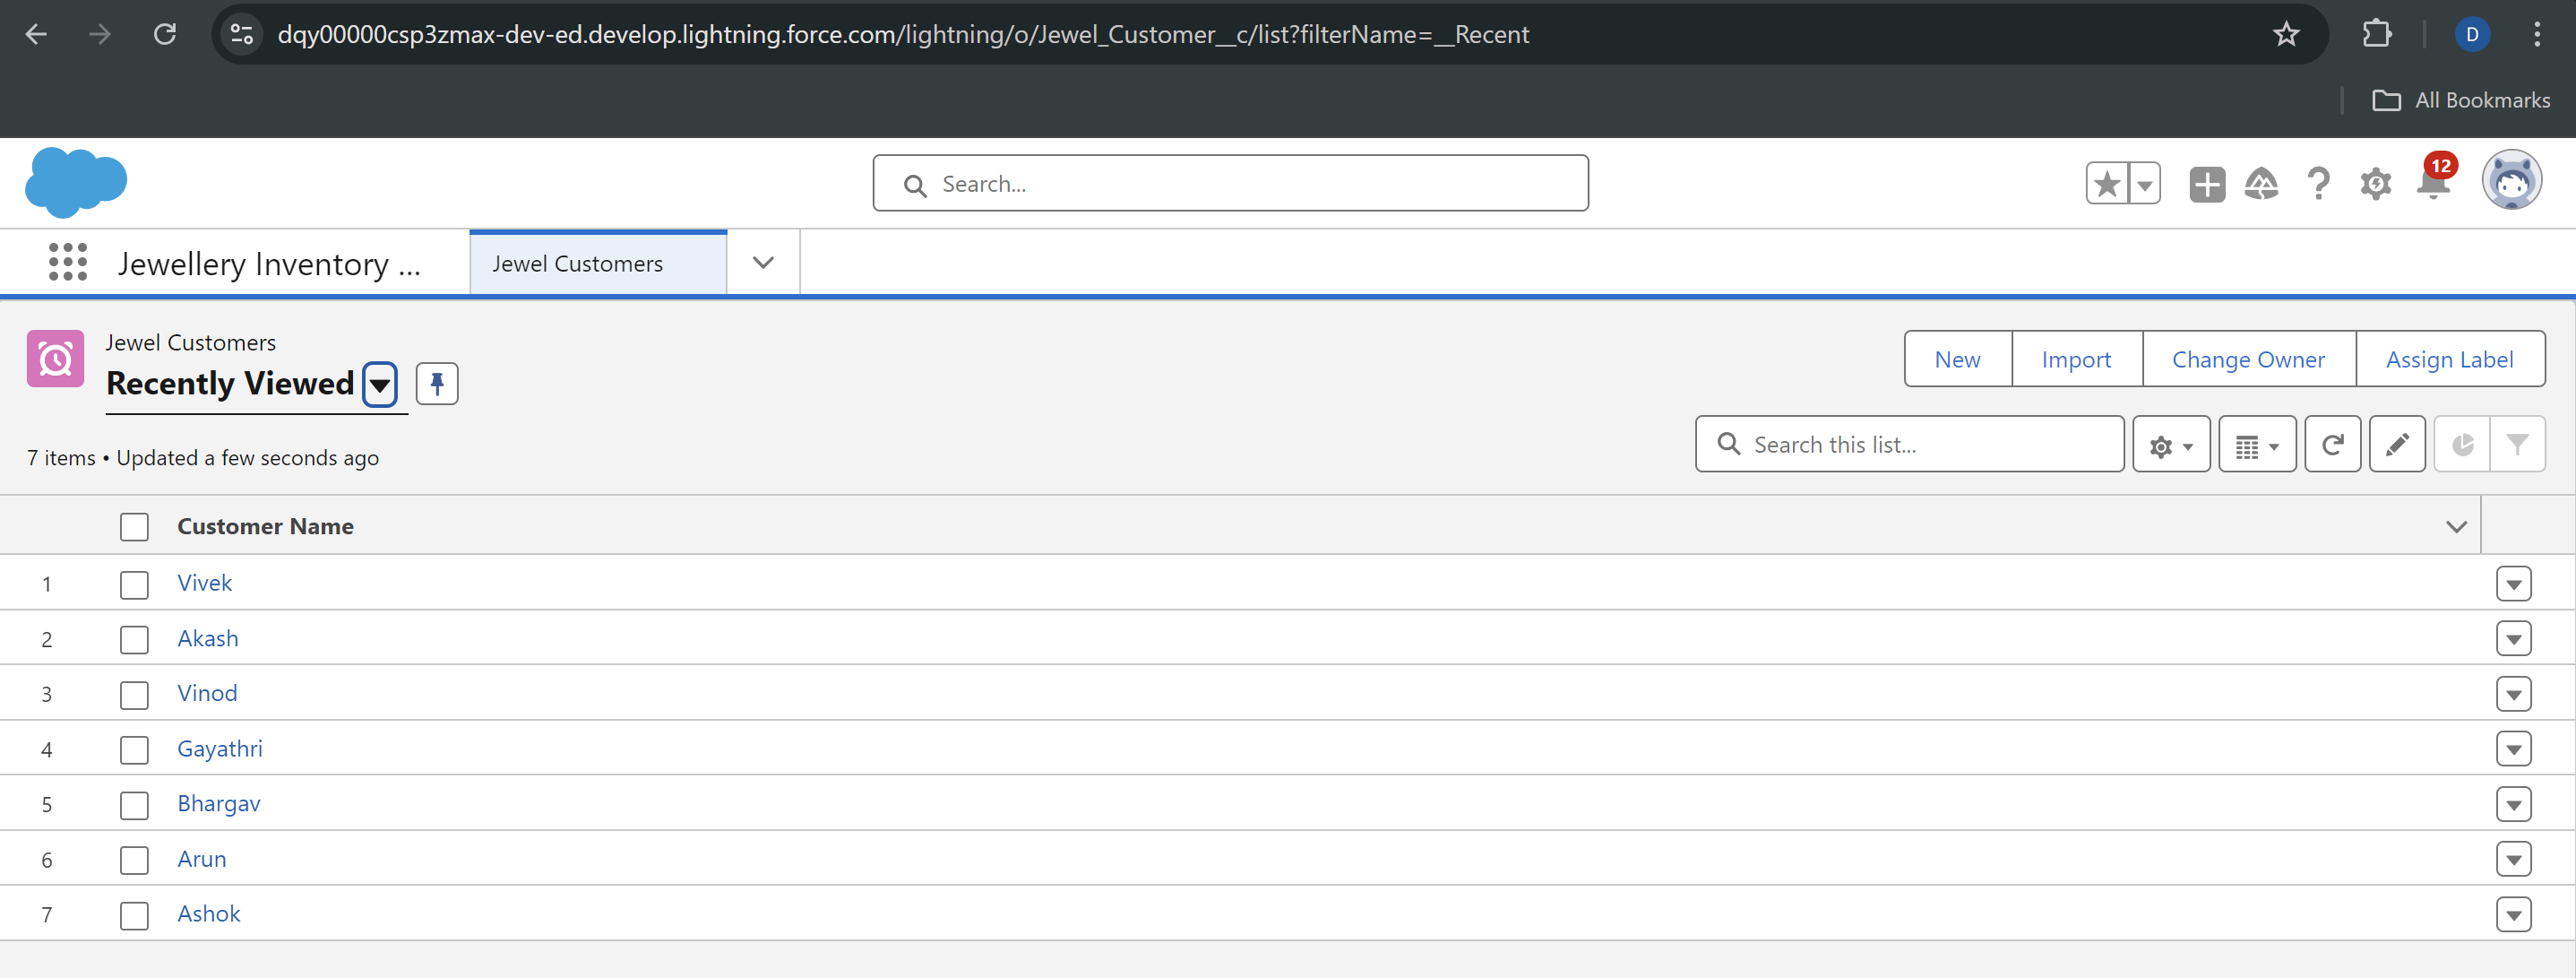 dqy00000csp3zmax-dev-ed.develop.lightning.force.com/lightning/o/Jewel_Customer__c/list?filterName=__Recent
D
All Bookmarks
Search...
12
Jewellery Inventory ...
Jewel Customers
Jewel Customers
Recently Viewed
New
Import
Change Owner
Assign Label
7 items • Updated a few seconds ago
Search this list...
Customer Name
1 Vivek
2 Akash
3 Vinod
4 Gayathri
5 Bhargav
6 Arun
7 Ashok